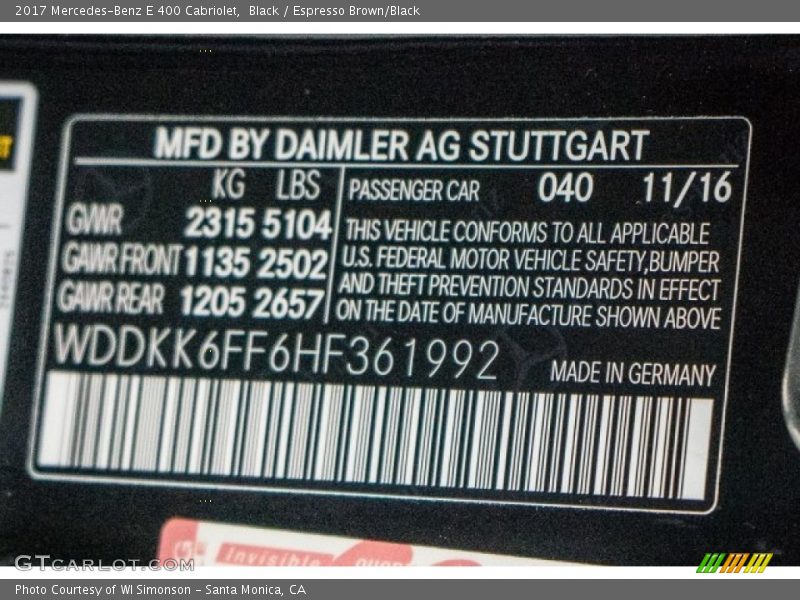 2017 Mercedes-Benz E 400 Cabriolet, Black / Espresso Brown/Black
MFD BY DAIMLER AG STUTTGART
KG LBS PASSENGER CAR 040 11/16
GVWR 2315 5104
GAWR FRONT 1135 2502
GAWR REAR 1205 2657
THIS VEHICLE CONFORMS TO ALL APPLICABLE
U.S. FEDERAL MOTOR VEHICLE SAFETY,BUMPER
AND THEFT PREVENTION STANDARDS IN EFFECT
ON THE DATE OF MANUFACTURE SHOWN ABOVE
WDDKK6FF6HF361992
MADE IN GERMANY
Invisible
GTcarlot.com
Photo Courtesy of WI Simonson - Santa Monica, CA